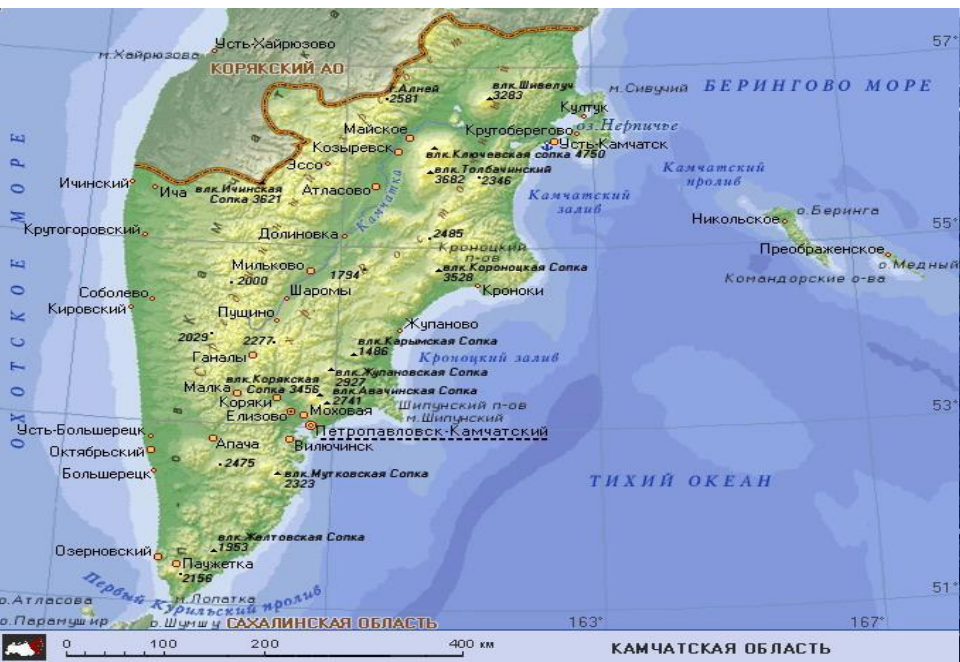 57°
Усть-Хайрюзово
м.Хайрюзова
КОРЯКСКИЙ АО
г.Алней
2581
влк.Шивелуч
3283
м.Сивучий
БЕРИНГОВО МОРЕ
Култук
Майское
Крутоберегово
оз.Нерпичье
Козыревск
Усть-Камчатск
влк.Ключевская сопка 4750
Эссо
влк.Толбачинский
3682
2346
Камчатский
пролив
Ичинский
Ича
влк.Ичинская
Сопка 3621
Атласово
Камчатка
Камчатский
залив
Никольское
о.Беринга
55°
Крутогоровский
Долиновка
2485
Кроноцкий
п-ов
Преображенское
о.Медный
Мильково
1794
влк.Короноцкая Сопка
3528
Командорские о-ва
2000
Шаромы
Кроноки
Соболево
Кировский
Пущино
Жупаново
2029
2277
влк.Карымская Сопка
1486
Ганалы
Кроноцкий залив
влк.Жупановская Сопка
2927
Малка
влк.Корякская
Сопка 3456
влк.Авачинская Сопка
2741
Коряки
Шипунский п-ов
53°
Елизово
Моховая
м.Шипунский
Усть-Большерецк
Петропавловск-Камчатский
Октябрьский
Апача
Вилючинск
Большерецк
2475
влк.Мутковская Сопка
2323
ТИХИЙ ОКЕАН
ОХОТСКОЕ МОРЕ
влк.Желтовская Сопка
1953
Озерновский
Паужетка
2156
51°
Первый Курильский пролив
м.Лопатка
о.Атласова
о.Парамушир
о.Шумшу
САХАЛИНСКАЯ ОБЛАСТЬ
163°
167°
0 100 200 400 км
КАМЧАТСКАЯ ОБЛАСТЬ